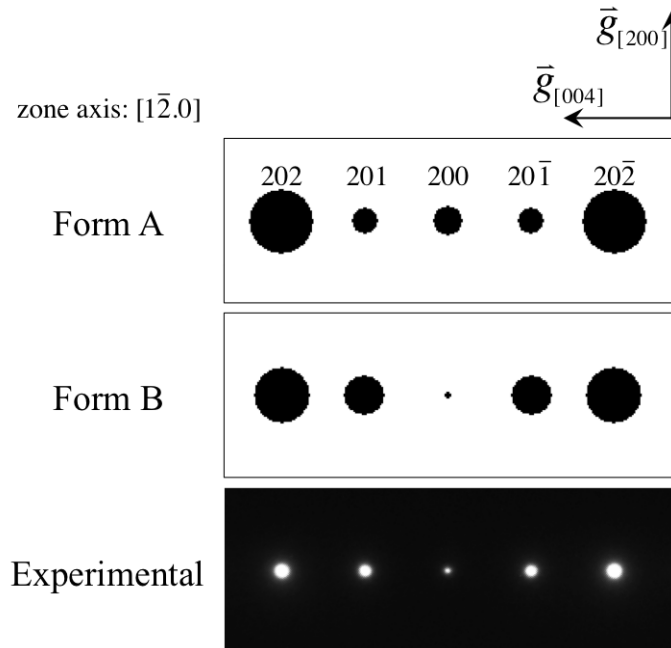 g⃗[200]
g⃗[004]
zone axis: [12̄.0]
202 201 200 201̄ 202̄
Form A
Form B
Experimental